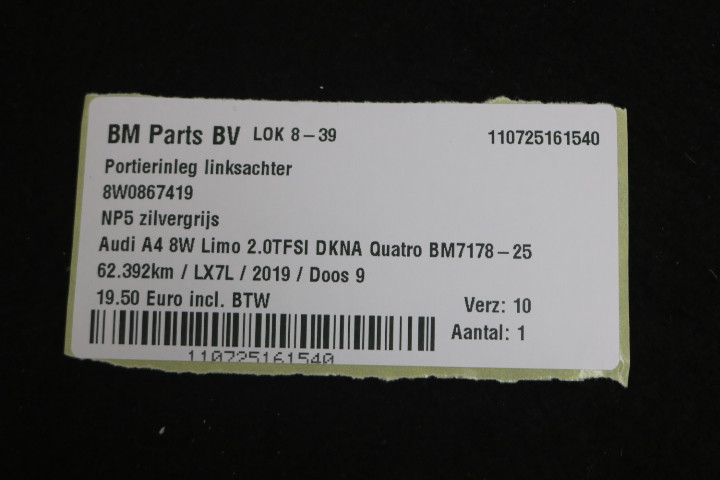 BM Parts BV LOK 8-39 110725161540
Portierinleg linksachter
8W0867419
NP5 zilvergrijs
Audi A4 8W Limo 2.0TFSI DKNA Quatro BM7178-25
62.392km / LX7L / 2019 / Doos 9
19.50 Euro incl. BTW Verz: 10
Aantal: 1
110725161540